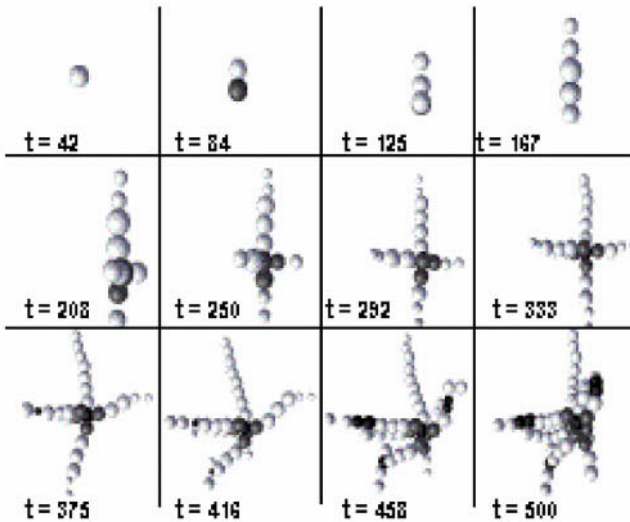 t = 42
t = 84
t = 125
t = 167
t = 208
t = 250
t = 292
t = 333
t = 375
t = 416
t = 458
t = 500